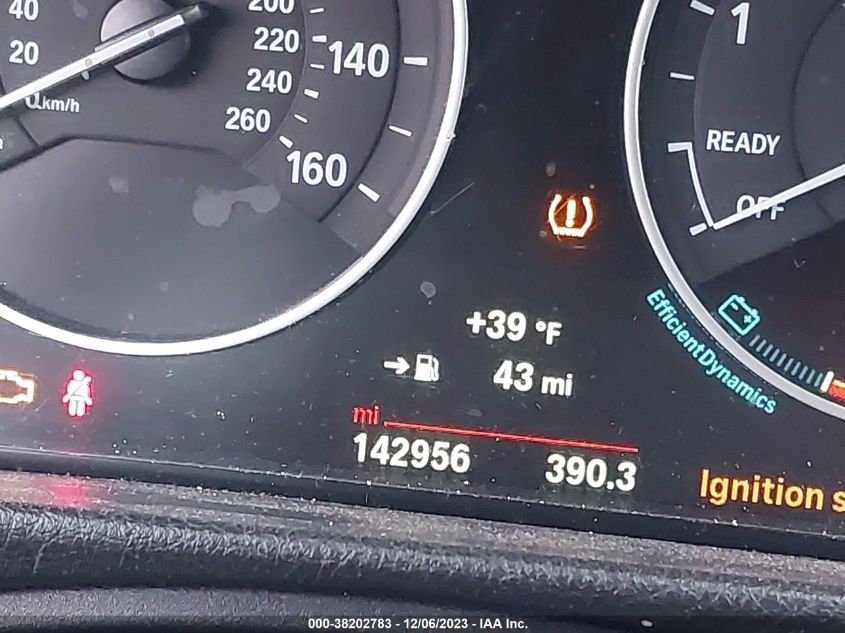 40
20
km/h
200
220
240
260
140
160
1
READY
OFF
+39 °F
43 mi
EfficientDynamics
mi
142956 390.3
Ignition s
000-38202783 - 12/06/2023 - IAA Inc.